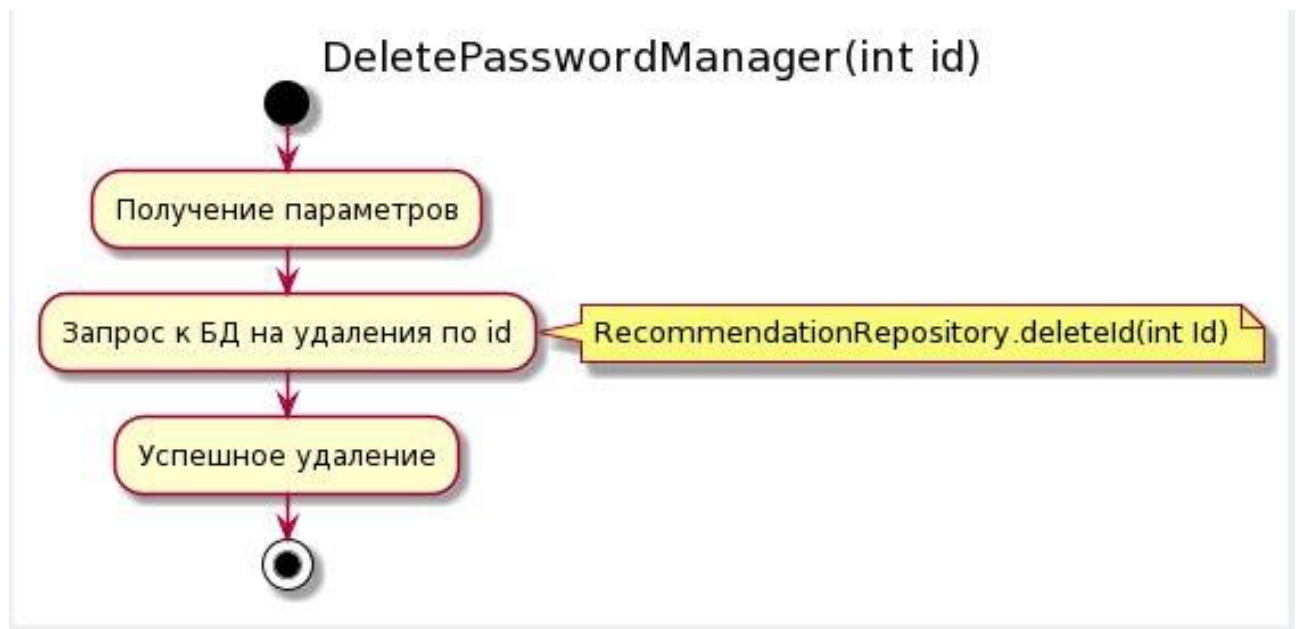 DeletePasswordManager(int id)
Получение параметров
Запрос к БД на удаления по id
RecommendationRepository.deleteId(int Id)
Успешное удаление